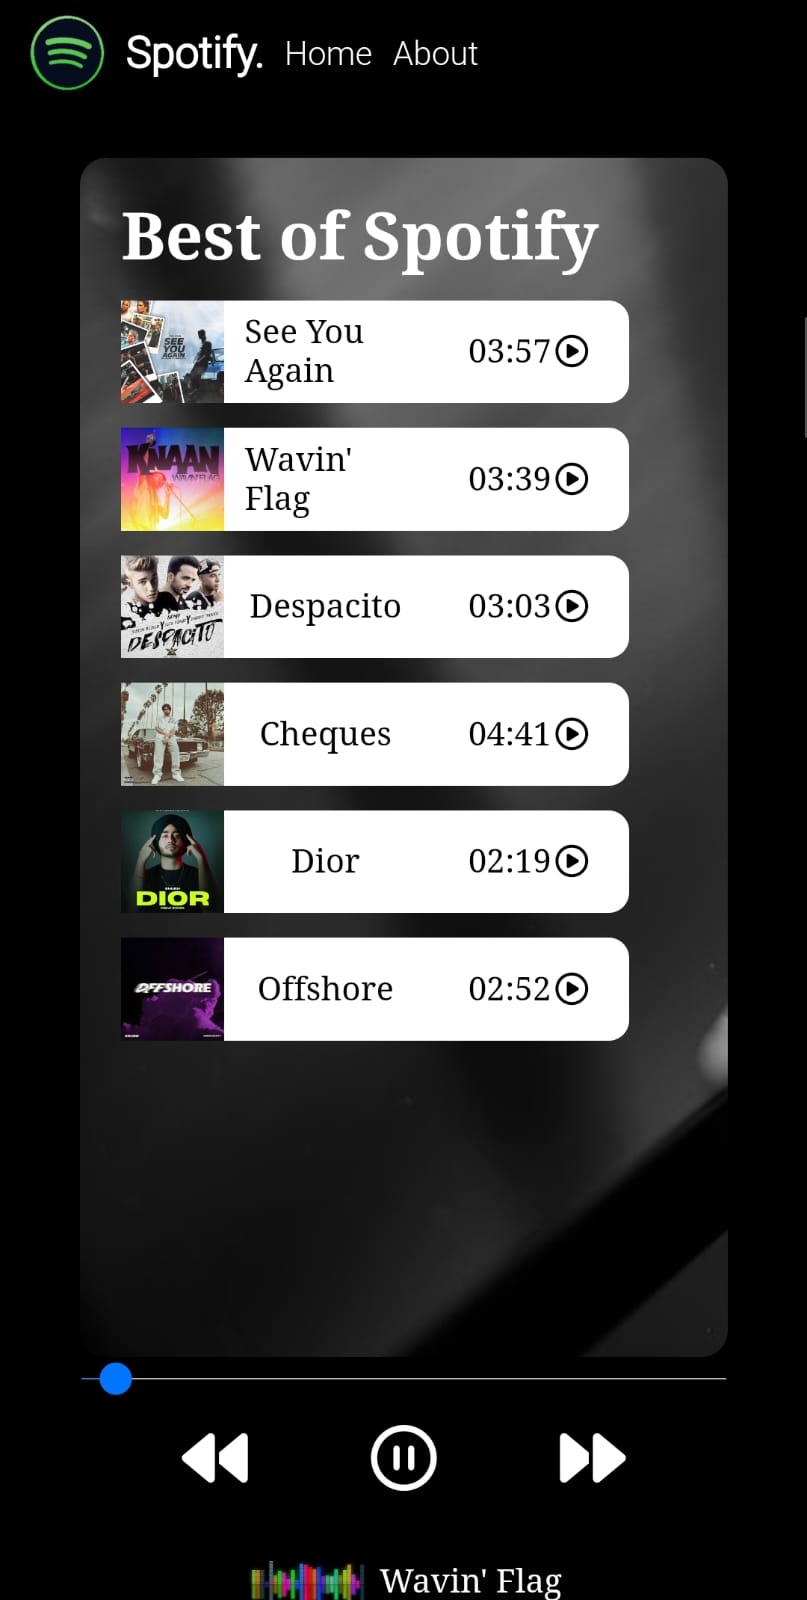 Spotify. Home About
Best of Spotify
SEE YOU AGAIN
See You
Again
03:57
KNAAN
WAVIN' FLAG
Wavin'
Flag
03:39
DESPACITO
Despacito
03:03
Cheques
04:41
DIOR
Dior
02:19
OFFSHORE
Offshore
02:52
Wavin' Flag